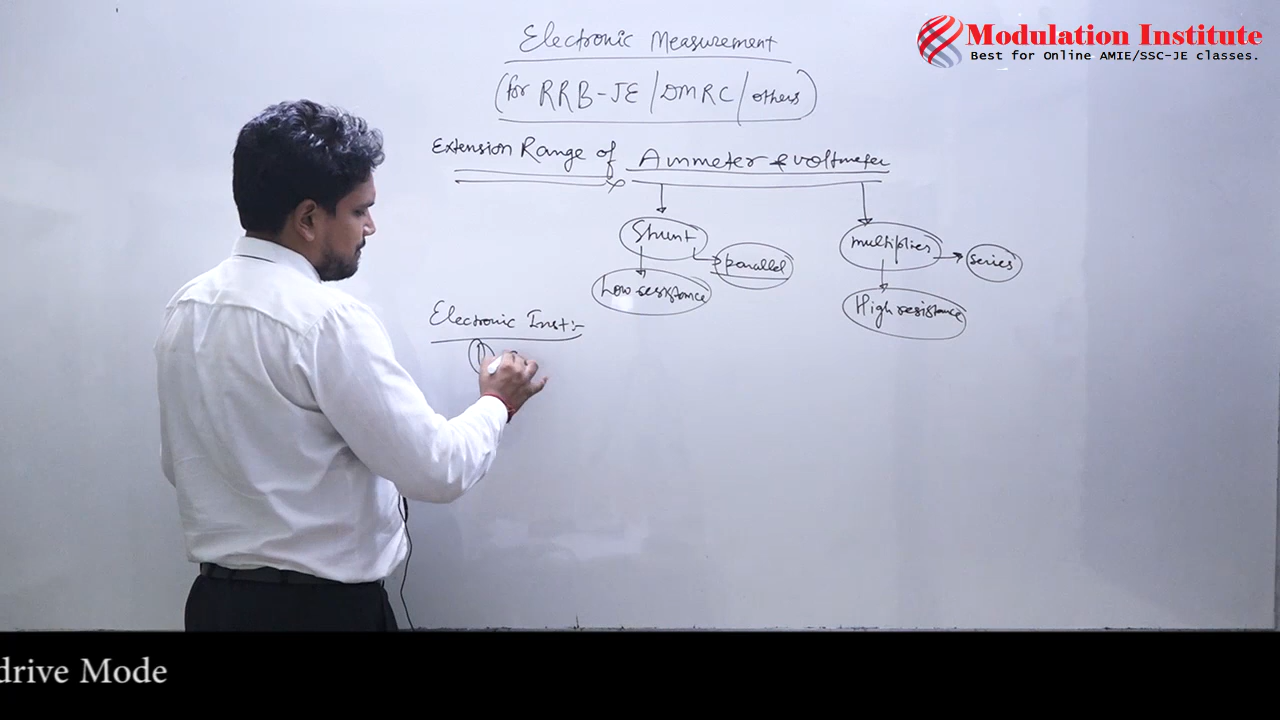 Modulation Institute
Best for Online AMIE/SSC-JE classes.
Electronic Measurement
(for RRB-JE/DMRC/others)
Extension Range of Ammeter & voltmeter
Shunt
parallel
Low resistance
multiplier
series
High resistance
Electronic Inst:-
drive Mode